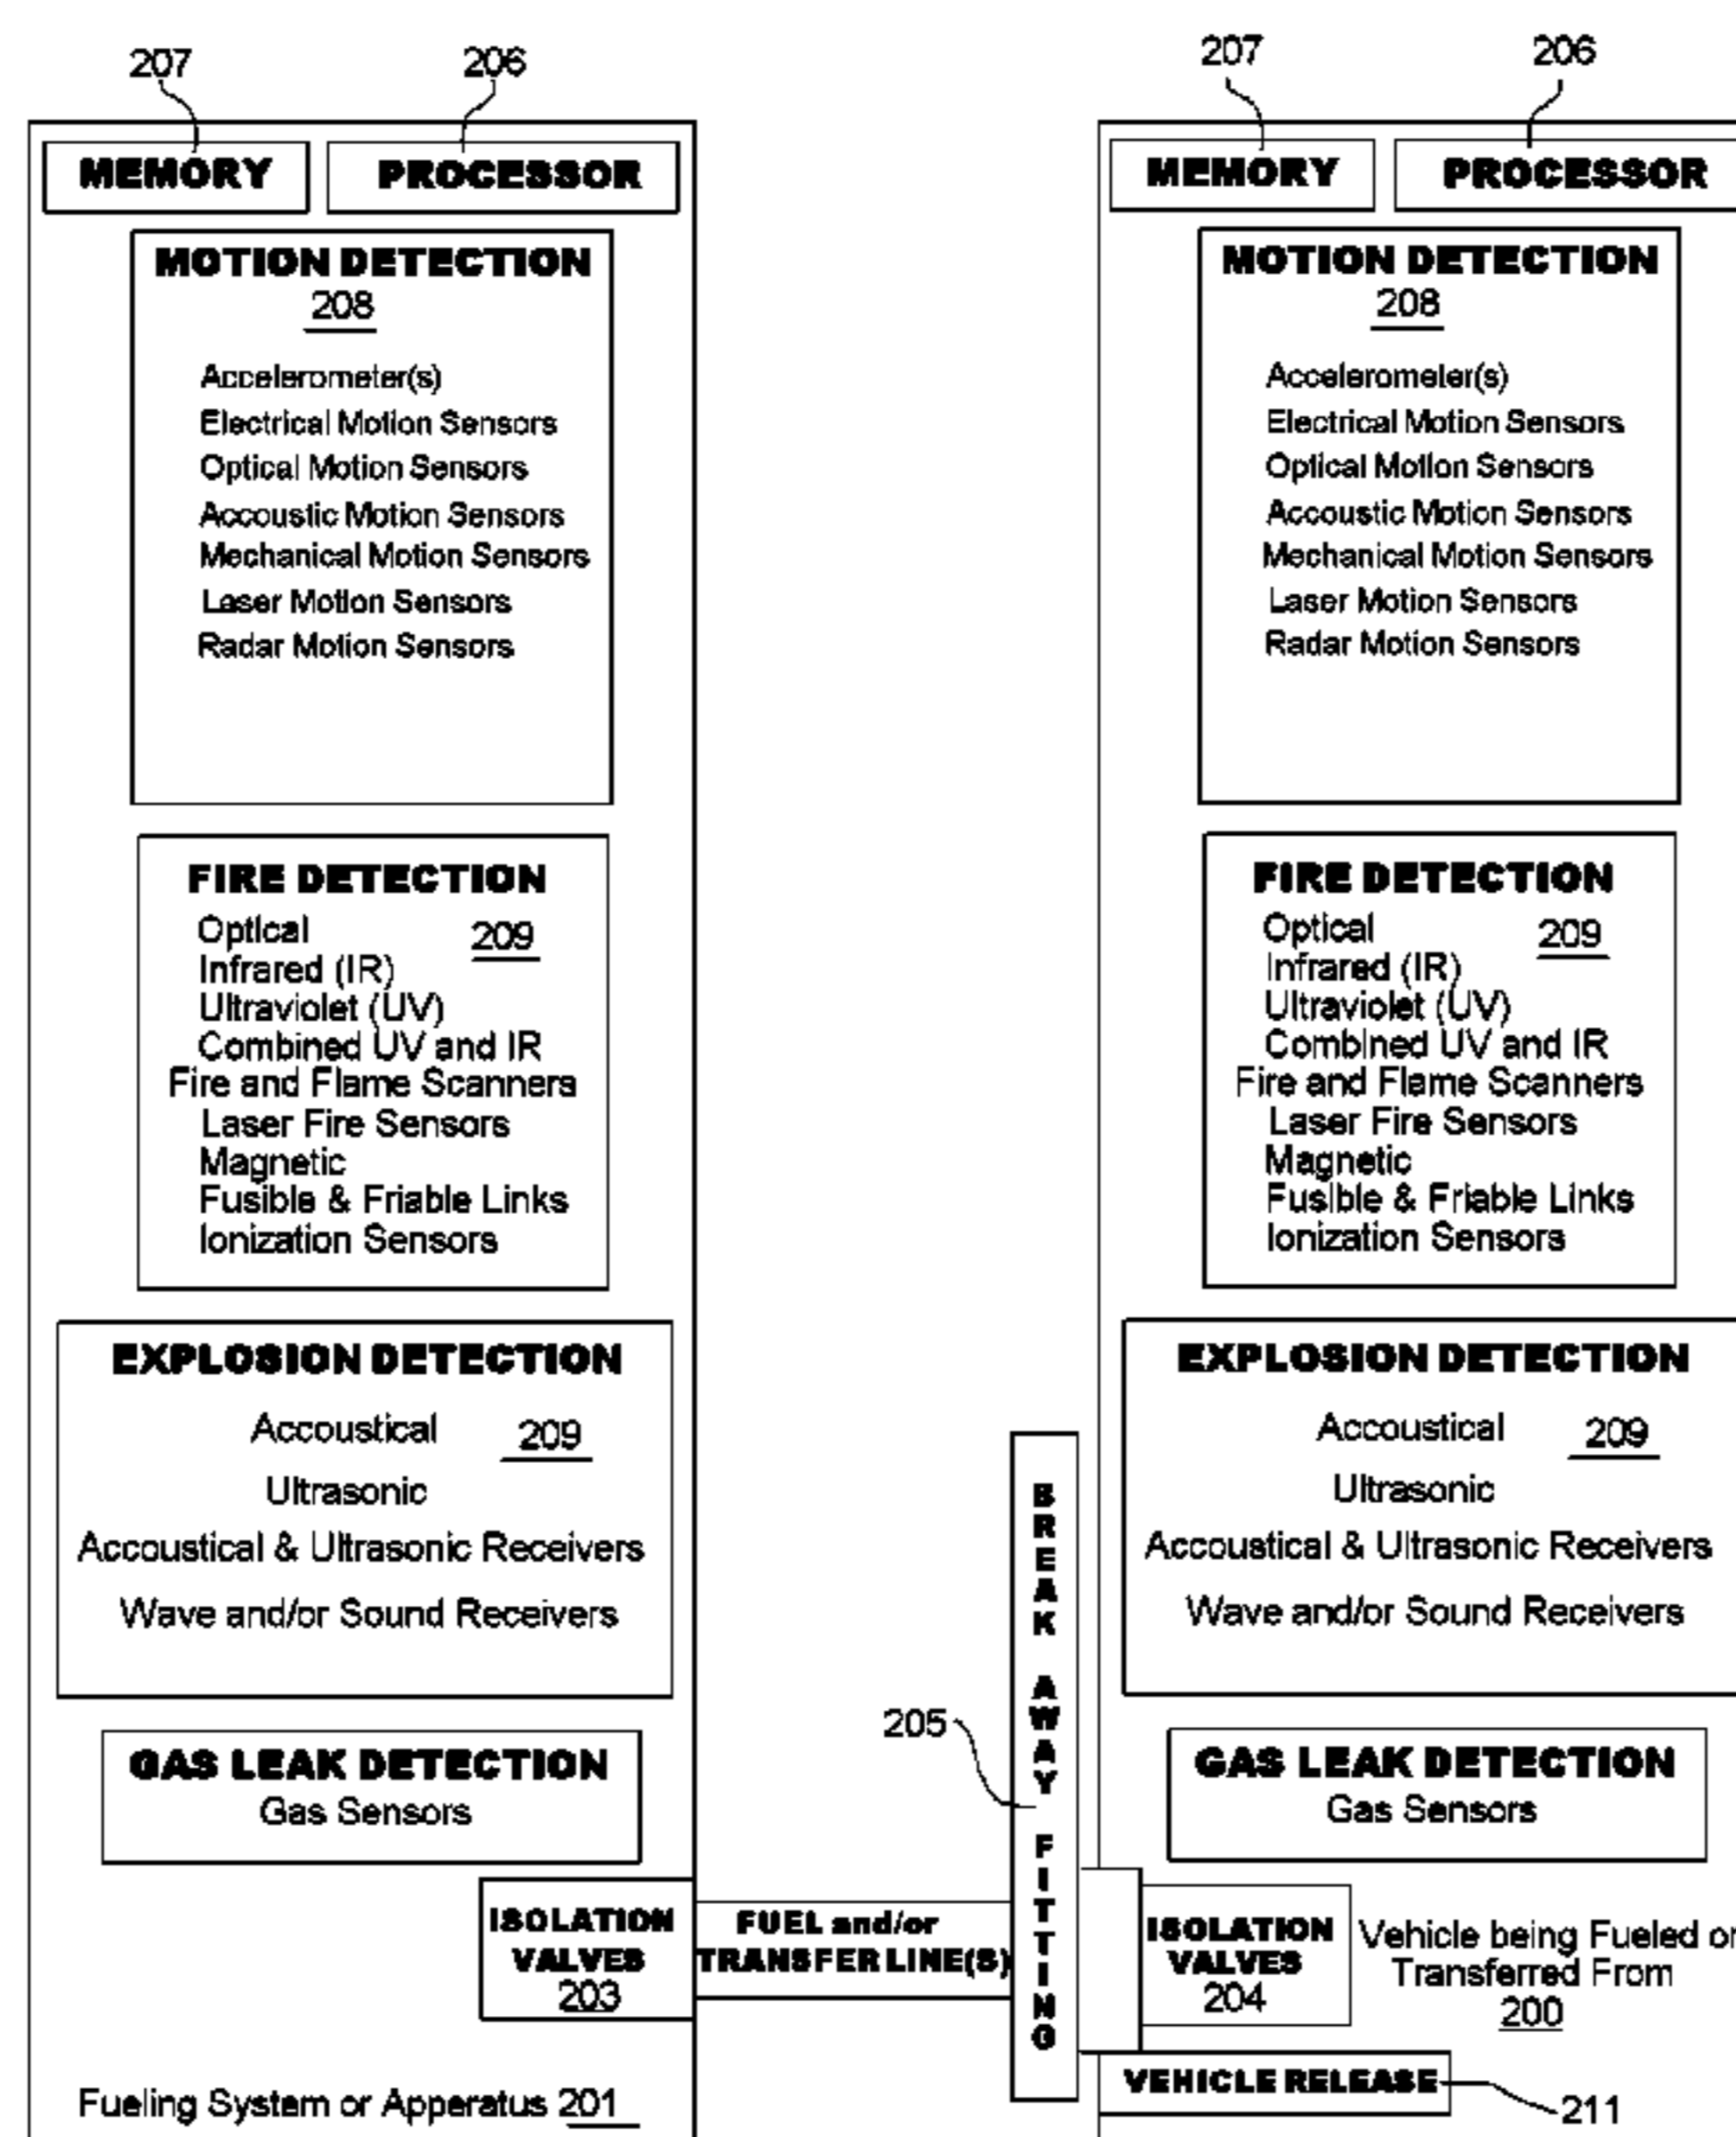 207
206
MEMORY
PROCESSOR
MOTION DETECTION
208
Accelerometer(s)
Electrical Motion Sensors
Optical Motion Sensors
Accoustic Motion Sensors
Mechanical Motion Sensors
Laser Motion Sensors
Radar Motion Sensors
FIRE DETECTION
Optical
209
Infrared (IR)
Ultraviolet (UV)
Combined UV and IR
Fire and Flame Scanners
Laser Fire Sensors
Magnetic
Fusible & Friable Links
Ionization Sensors
EXPLOSION DETECTION
Accoustical
209
Ultrasonic
Accoustical & Ultrasonic Receivers
Wave and/or Sound Receivers
GAS LEAK DETECTION
Gas Sensors
ISOLATION
VALVES
203
Fueling System or Apperatus 201
FUEL and/or
TRANSFER LINE(S)
205
BREAK AWAY FITTING
207
206
MEMORY
PROCESSOR
MOTION DETECTION
208
Accelerometer(s)
Electrical Motion Sensors
Optical Motion Sensors
Accoustic Motion Sensors
Mechanical Motion Sensors
Laser Motion Sensors
Radar Motion Sensors
FIRE DETECTION
Optical
209
Infrared (IR)
Ultraviolet (UV)
Combined UV and IR
Fire and Flame Scanners
Laser Fire Sensors
Magnetic
Fusible & Friable Links
Ionization Sensors
EXPLOSION DETECTION
Accoustical
209
Ultrasonic
Accoustical & Ultrasonic Receivers
Wave and/or Sound Receivers
GAS LEAK DETECTION
Gas Sensors
ISOLATION
VALVES
204
Vehicle being Fueled or
Transferred From
200
VEHICLE RELEASE
211